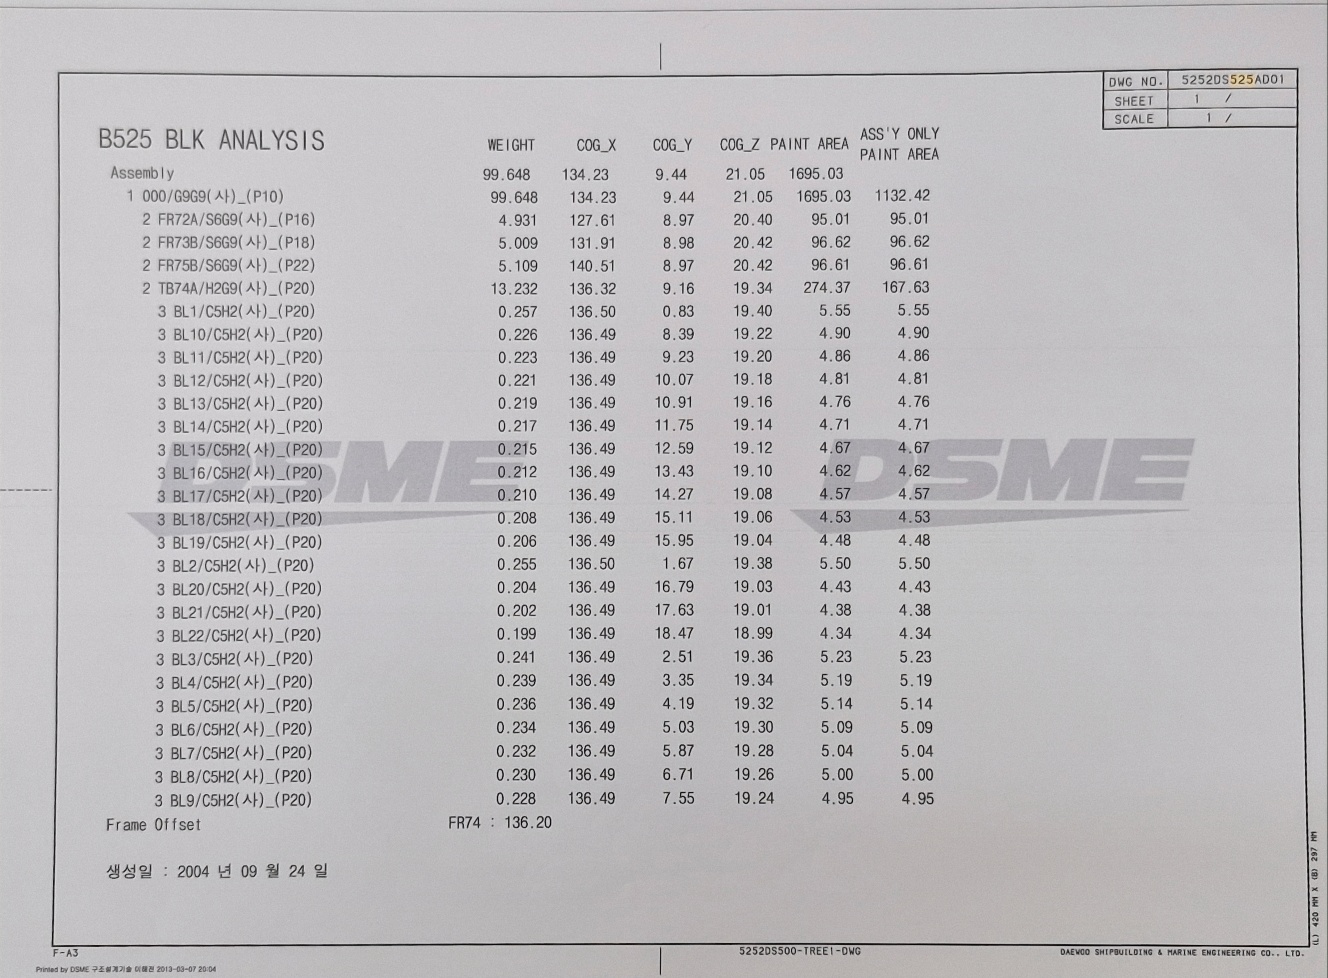 DWG NO. 5252DS525AD01
SHEET 1 /
SCALE 1 /
B525 BLK ANALYSIS WEIGHT COG_X COG_Y COG_Z PAINT AREA ASS'Y ONLY PAINT AREA
Assembly 99.648 134.23 9.44 21.05 1695.03
1 000/G9G9(사)_(P10) 99.648 134.23 9.44 21.05 1695.03 1132.42
2 FR72A/S6G9(사)_(P16) 4.931 127.61 8.97 20.40 95.01 95.01
2 FR73B/S6G9(사)_(P18) 5.009 131.91 8.98 20.42 96.62 96.62
2 FR75B/S6G9(사)_(P22) 5.109 140.51 8.97 20.42 96.61 96.61
2 TB74A/H2G9(사)_(P20) 13.232 136.32 9.16 19.34 274.37 167.63
3 BL1/C5H2(사)_(P20) 0.257 136.50 0.83 19.40 5.55 5.55
3 BL10/C5H2(사)_(P20) 0.226 136.49 8.39 19.22 4.90 4.90
3 BL11/C5H2(사)_(P20) 0.223 136.49 9.23 19.20 4.86 4.86
3 BL12/C5H2(사)_(P20) 0.221 136.49 10.07 19.18 4.81 4.81
3 BL13/C5H2(사)_(P20) 0.219 136.49 10.91 19.16 4.76 4.76
3 BL14/C5H2(사)_(P20) 0.217 136.49 11.75 19.14 4.71 4.71
3 BL15/C5H2(사)_(P20) 0.215 136.49 12.59 19.12 4.67 4.67
3 BL16/C5H2(사)_(P20) 0.212 136.49 13.43 19.10 4.62 4.62
3 BL17/C5H2(사)_(P20) 0.210 136.49 14.27 19.08 4.57 4.57
3 BL18/C5H2(사)_(P20) 0.208 136.49 15.11 19.06 4.53 4.53
3 BL19/C5H2(사)_(P20) 0.206 136.49 15.95 19.04 4.48 4.48
3 BL2/C5H2(사)_(P20) 0.255 136.50 1.67 19.38 5.50 5.50
3 BL20/C5H2(사)_(P20) 0.204 136.49 16.79 19.03 4.43 4.43
3 BL21/C5H2(사)_(P20) 0.202 136.49 17.63 19.01 4.38 4.38
3 BL22/C5H2(사)_(P20) 0.199 136.49 18.47 18.99 4.34 4.34
3 BL3/C5H2(사)_(P20) 0.241 136.49 2.51 19.36 5.23 5.23
3 BL4/C5H2(사)_(P20) 0.239 136.49 3.35 19.34 5.19 5.19
3 BL5/C5H2(사)_(P20) 0.236 136.49 4.19 19.32 5.14 5.14
3 BL6/C5H2(사)_(P20) 0.234 136.49 5.03 19.30 5.09 5.09
3 BL7/C5H2(사)_(P20) 0.232 136.49 5.87 19.28 5.04 5.04
3 BL8/C5H2(사)_(P20) 0.230 136.49 6.71 19.26 5.00 5.00
3 BL9/C5H2(사)_(P20) 0.228 136.49 7.55 19.24 4.95 4.95
Frame Offset FR74 : 136.20
생성일 : 2004 년 09 월 24 일
DSME DSME
(L) 420 MM X (B) 297 MM
F-A3 5252DS500-TREE1-DWG DAEWOO SHIPBUILDING & MARINE ENGINEERING CO., LTD.
Printed by DSME 구조설계기술 이해관 2013-03-07 20:04